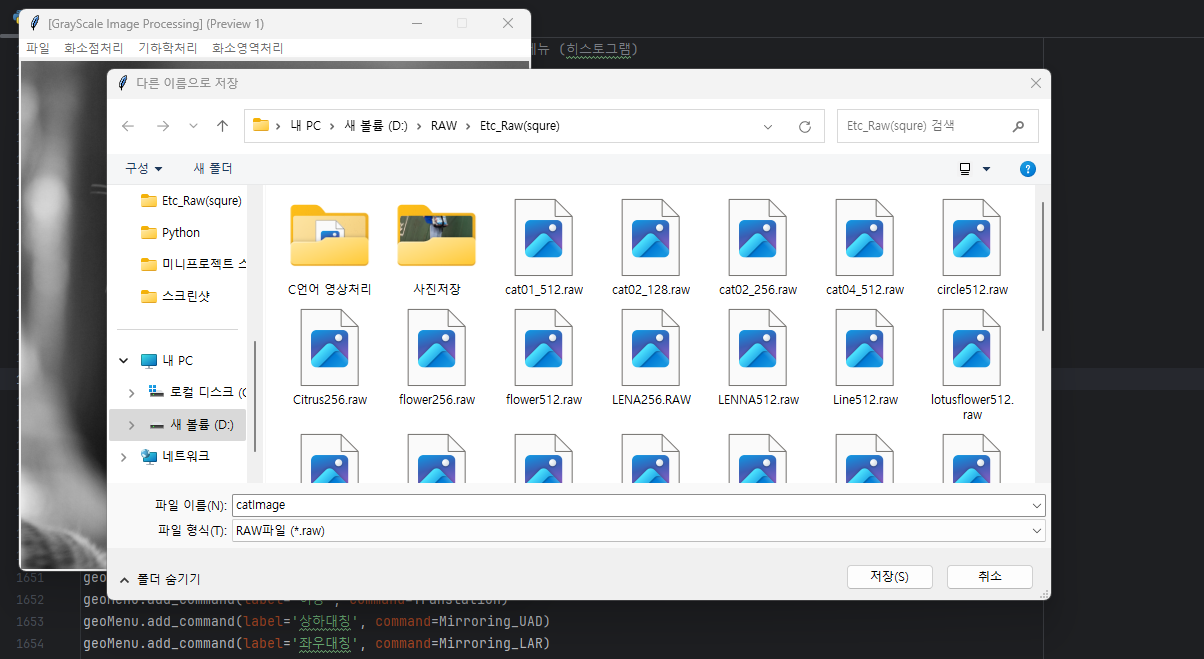 [GrayScale Image Processing] (Preview 1)
파일 화소점처리 기하학처리 화소영역처리
메뉴 (히스토그램)
다른 이름으로 저장
내 PC > 새 볼륨 (D:) > RAW > Etc_Raw(squre)
Etc_Raw(squre) 검색
구성 새 폴더
Etc_Raw(squre)
Python
미니프로젝트
스크린샷
내 PC
로컬 디스크
새 볼륨 (D:)
네트워크
C언어 영상처리 사진저장 cat01_512.raw cat02_128.raw cat02_256.raw cat04_512.raw circle512.raw
Citrus256.raw flower256.raw flower512.raw LENA256.RAW LENNA512.raw Line512.raw lotusflower512.
raw
파일 이름(N): catImage
파일 형식(T): RAW파일 (*.raw)
폴더 숨기기
저장(S) 취소
1651 geo
1652 geoMenu.add_command(label='이동', command=Translation)
1653 geoMenu.add_command(label='상하대칭', command=Mirroring_UAD)
1654 geoMenu.add_command(label='좌우대칭', command=Mirroring_LAR)